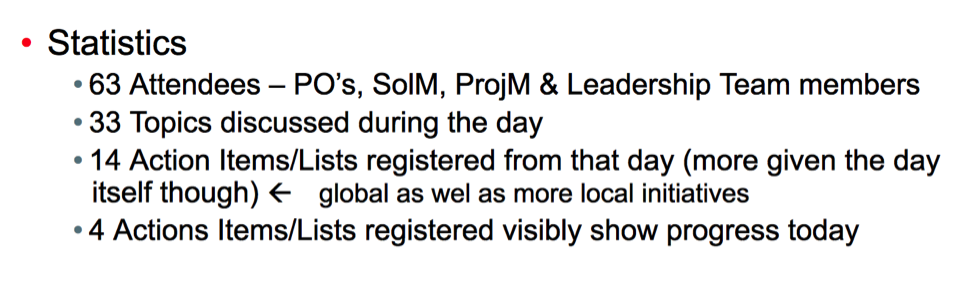 • Statistics
• 63 Attendees – PO's, SolM, ProjM & Leadership Team members
• 33 Topics discussed during the day
• 14 Action Items/Lists registered from that day (more given the day
itself though) ← global as wel as more local initiatives
• 4 Actions Items/Lists registered visibly show progress today